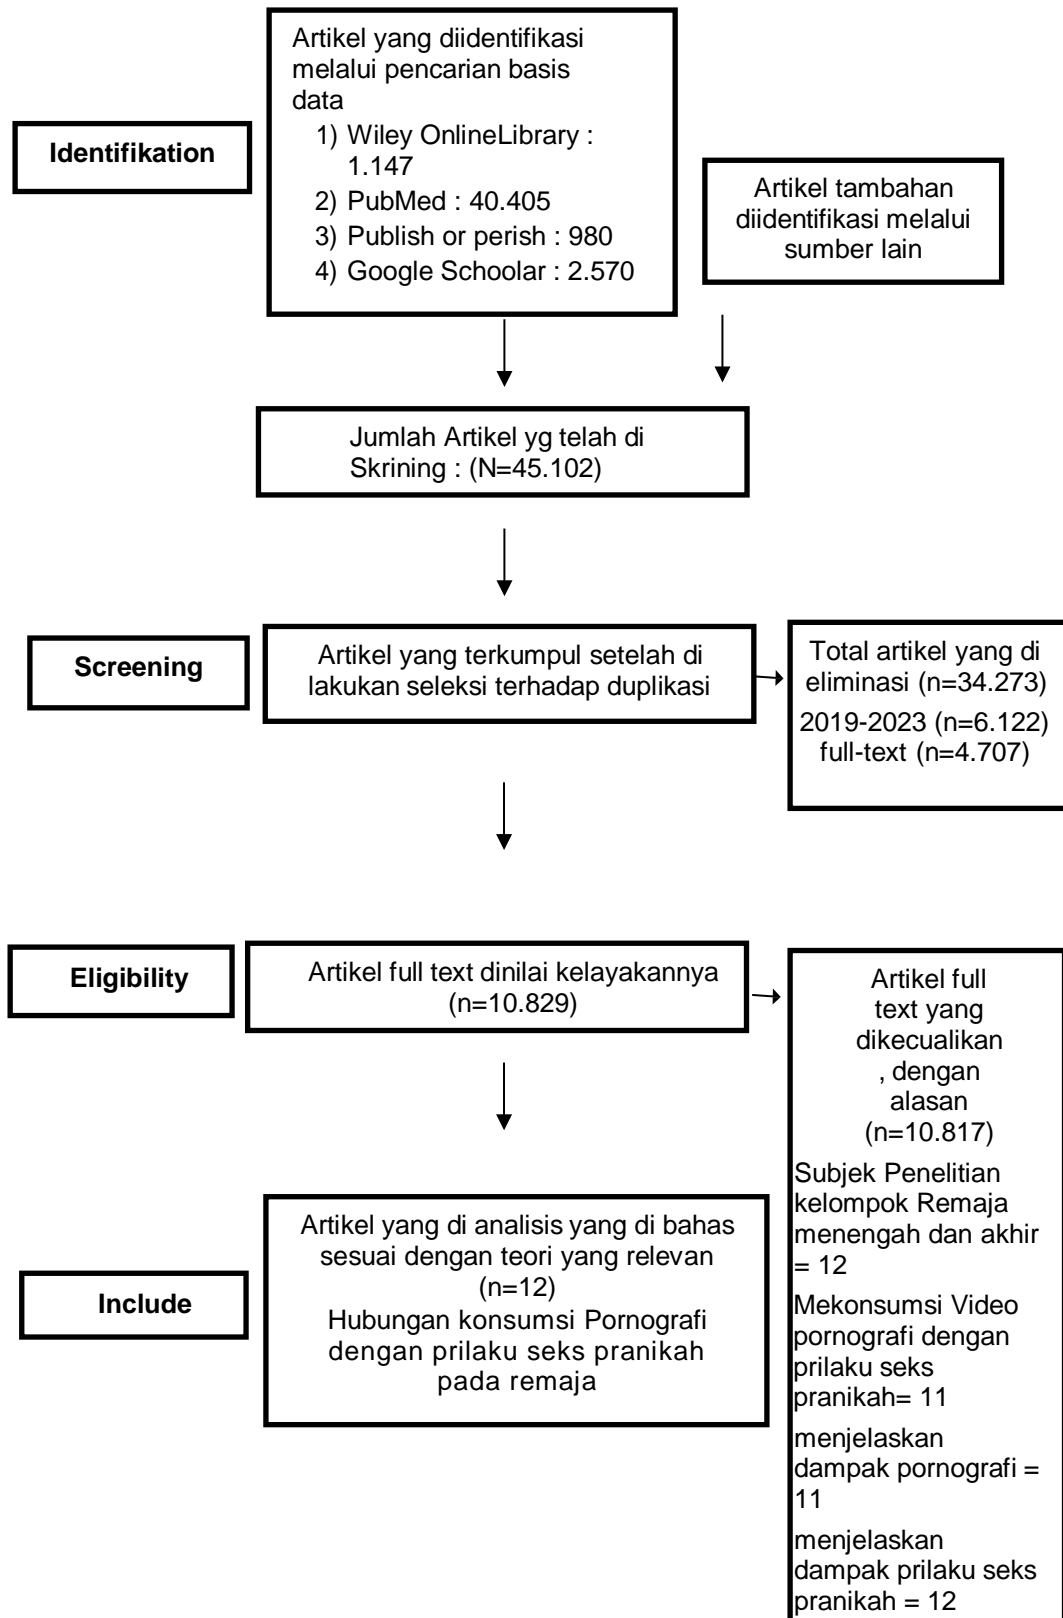 Identifikation
Artikel yang diidentifikasi
melalui pencarian basis
data
1) Wiley OnlineLibrary :
1.147
2) PubMed : 40.405
3) Publish or perish : 980
4) Google Schoolar : 2.570
Artikel tambahan
diidentifikasi melalui
sumber lain
Jumlah Artikel yg telah di
Skrining : (N=45.102)
Screening
Artikel yang terkumpul setelah di
lakukan seleksi terhadap duplikasi
Total artikel yang di
eliminasi (n=34.273)
2019-2023 (n=6.122)
full-text (n=4.707)
Eligibility
Artikel full text dinilai kelayakannya
(n=10.829)
Artikel full
text yang
dikecualikan
, dengan
alasan
(n=10.817)
Subjek Penelitian
kelompok Remaja
menengah dan akhir
= 12
Mekonsumsi Video
pornografi dengan
prilaku seks
pranikah= 11
menjelaskan
dampak pornografi =
11
menjelaskan
dampak prilaku seks
pranikah = 12
Include
Artikel yang di analisis yang di bahas
sesuai dengan teori yang relevan
(n=12)
Hubungan konsumsi Pornografi
dengan prilaku seks pranikah
pada remaja